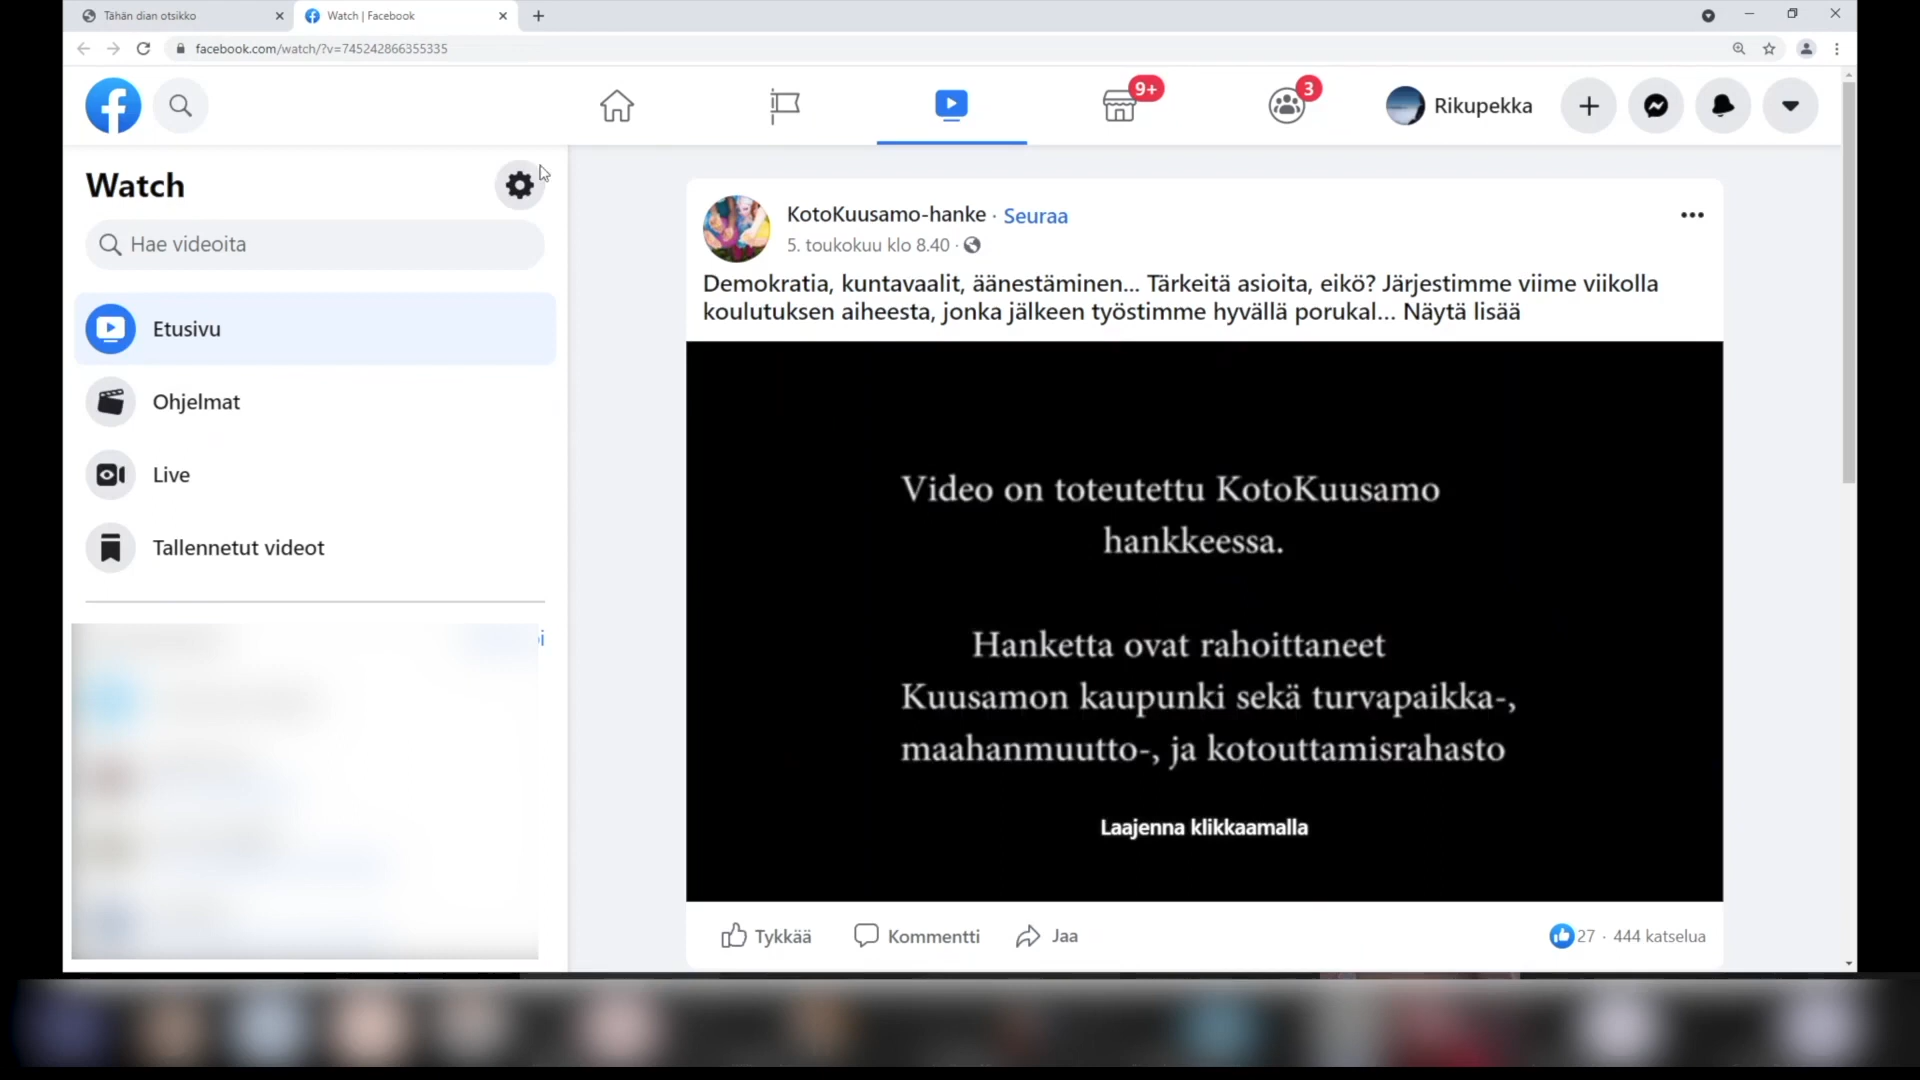 Tähän dian otsikko
Watch | Facebook
facebook.com/watch/?v=745242866355335
9+
3
Rikupekka
Watch
Hae videoita
Etusivu
Ohjelmat
Live
Tallennetut videot
KotoKuusamo-hanke · Seuraa
5. toukokuu klo 8.40 ·
Demokratia, kuntavaalit, äänestäminen... Tärkeitä asioita, eikö? Järjestimme viime viikolla
koulutuksen aiheesta, jonka jälkeen työstimme hyvällä porukal... Näytä lisää
Video on toteutettu KotoKuusamo
hankkeessa.
Hanketta ovat rahoittaneet
Kuusamon kaupunki sekä turvapaikka-,
maahanmuutto-, ja kotouttamisrahasto
Laajenna klikkaamalla
Tykkää
Kommentti
Jaa
27 · 444 katselua